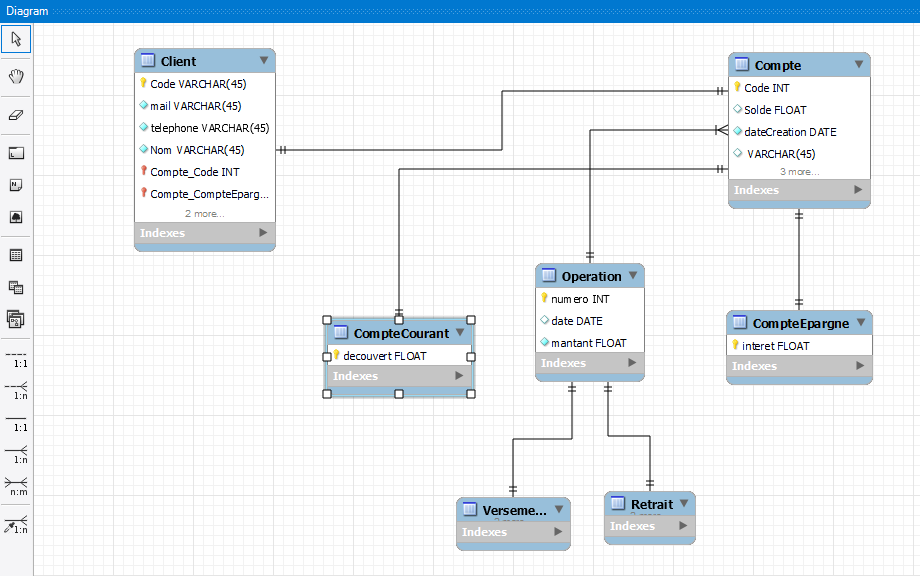 Diagram
Client
Code VARCHAR(45)
mail VARCHAR(45)
telephone VARCHAR(45)
Nom VARCHAR(45)
Compte_Code INT
Compte_CompteEparg...
2 more...
Indexes
Compte
Code INT
Solde FLOAT
dateCreation DATE
VARCHAR(45)
3 more...
Indexes
Operation
numero INT
date DATE
mantant FLOAT
Indexes
CompteCourant
decouvert FLOAT
Indexes
CompteEpargne
interet FLOAT
Indexes
Verseme...
Indexes
Retrait
Indexes
1:1
1:n
1:1
1:n
n:m
1:n